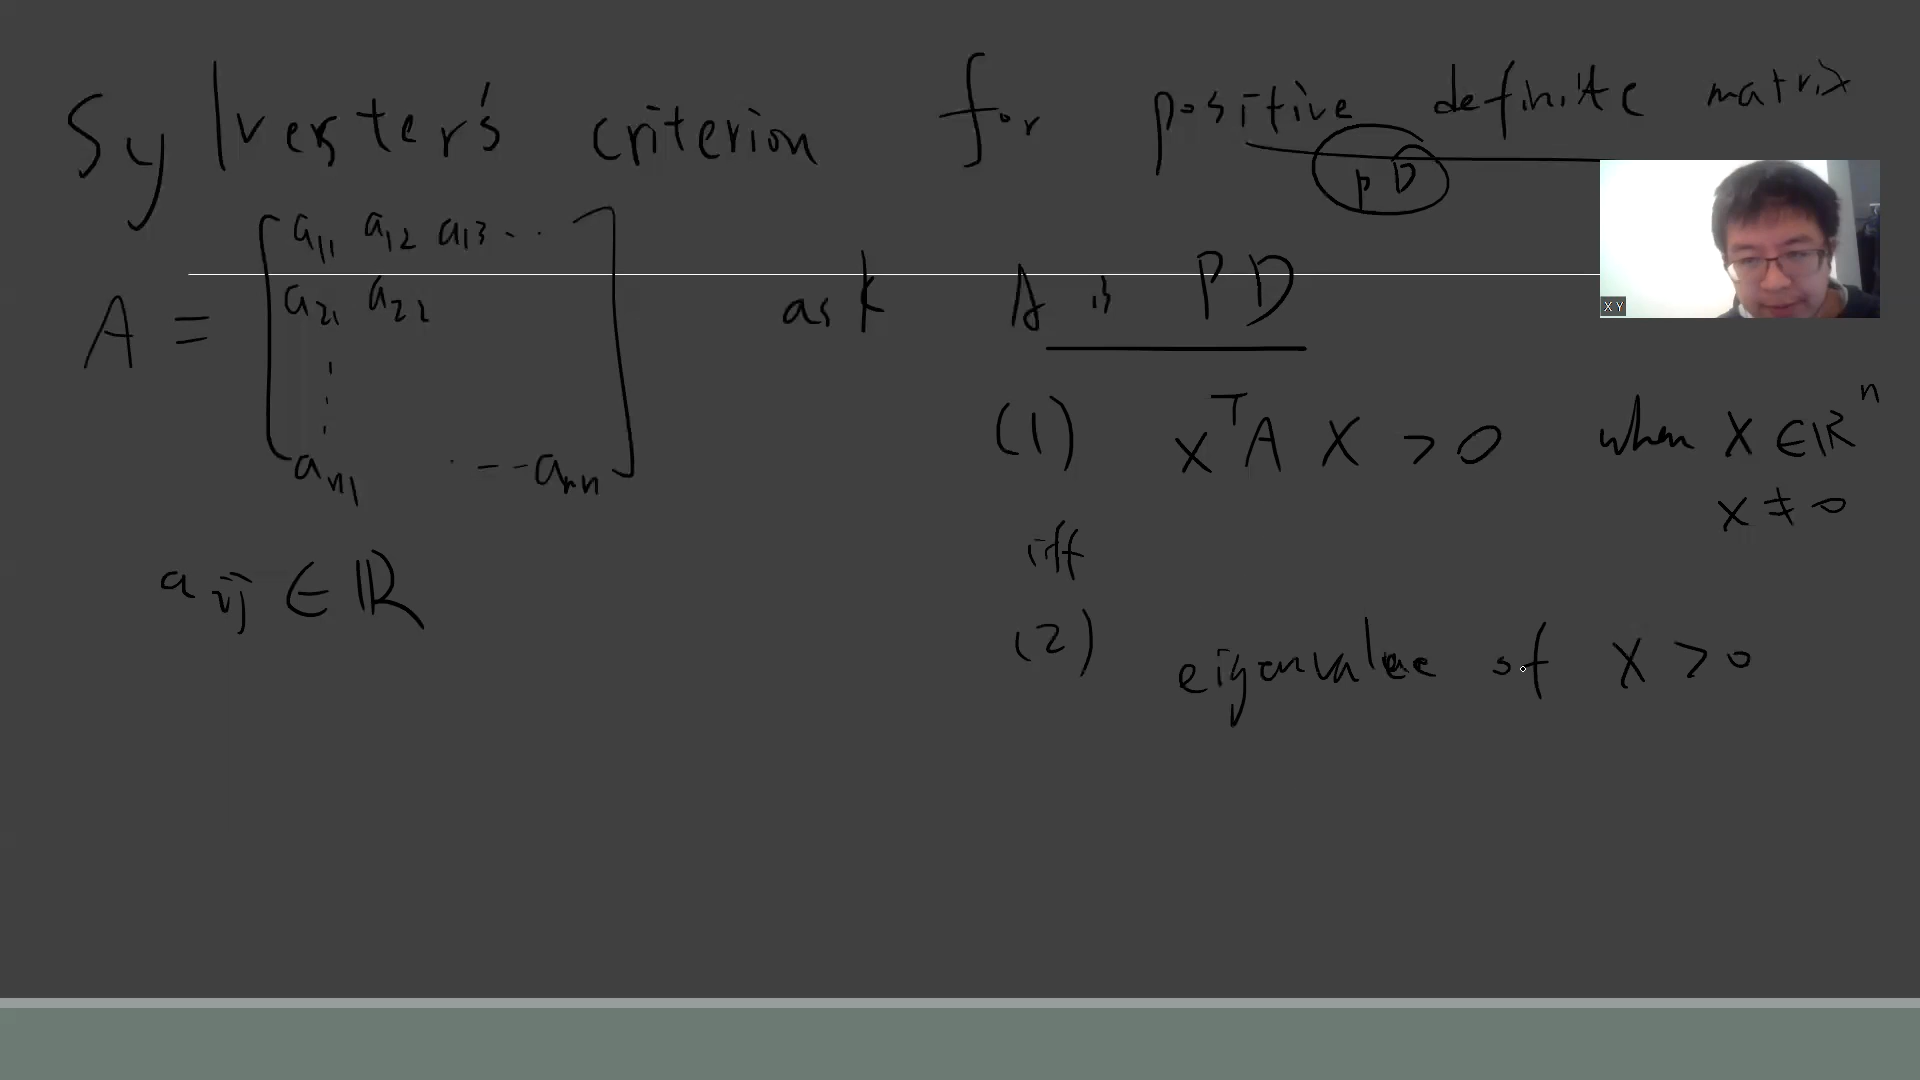 Sylvester's criterion for positive definite matrix
PD
A = [ a11 a12 a13 ..
a21 a22
⋮
an1 . --ann ]
aij ∈ ℝ
ask A is PD
(1) x^T A x > 0 when x ∈ ℝ^n
x ≠ 0
iff
(2) eigenvalue of X > 0
X Y